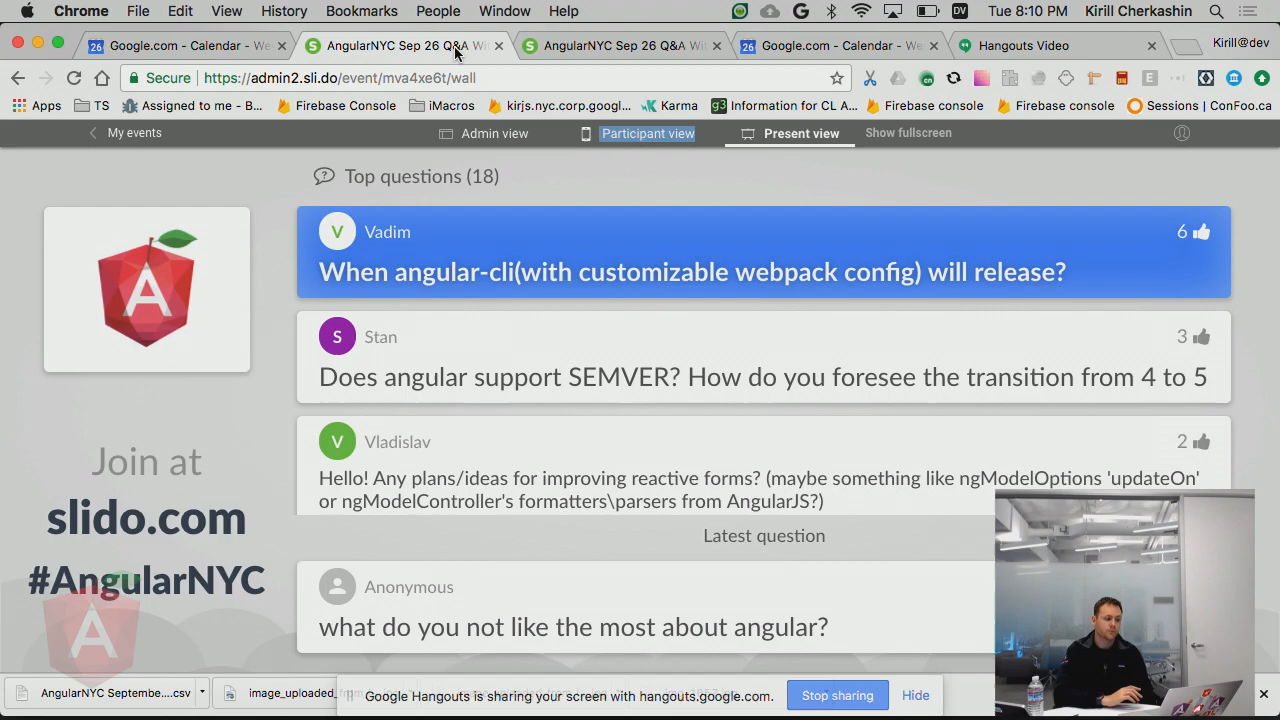 Chrome File Edit View History Bookmarks People Window Help
DV Tue 8:10 PM Kirill Cherkashin
26 Google.com - Calendar - We
AngularNYC Sep 26 Q&A Wi
AngularNYC Sep 26 Q&A Wit
26 Google.com - Calendar - We
Hangouts Video
Kirill@dev
Secure https://admin2.sli.do/event/mva4xe6t/wall
Apps TS Assigned to me - B... Firebase Console iMacros kirjs.nyc.corp.googl... Karma g3 Information for CL A... Firebase console Firebase console Sessions | ConFoo.ca
My events Admin view Participant view Present view Show fullscreen
Top questions (18)
V Vadim 6
When angular-cli(with customizable webpack config) will release?
S Stan 3
Does angular support SEMVER? How do you foresee the transition from 4 to 5
V Vladislav 2
Hello! Any plans/ideas for improving reactive forms? (maybe something like ngModelOptions 'updateOn'
or ngModelController's formatters\parsers from AngularJS?)
Join at
slido.com
#AngularNYC
Latest question
Anonymous
what do you not like the most about angular?
AngularNYC Septembe....csv
image_uploaded_
Google Hangouts is sharing your screen with hangouts.google.com.
Stop sharing
Hide